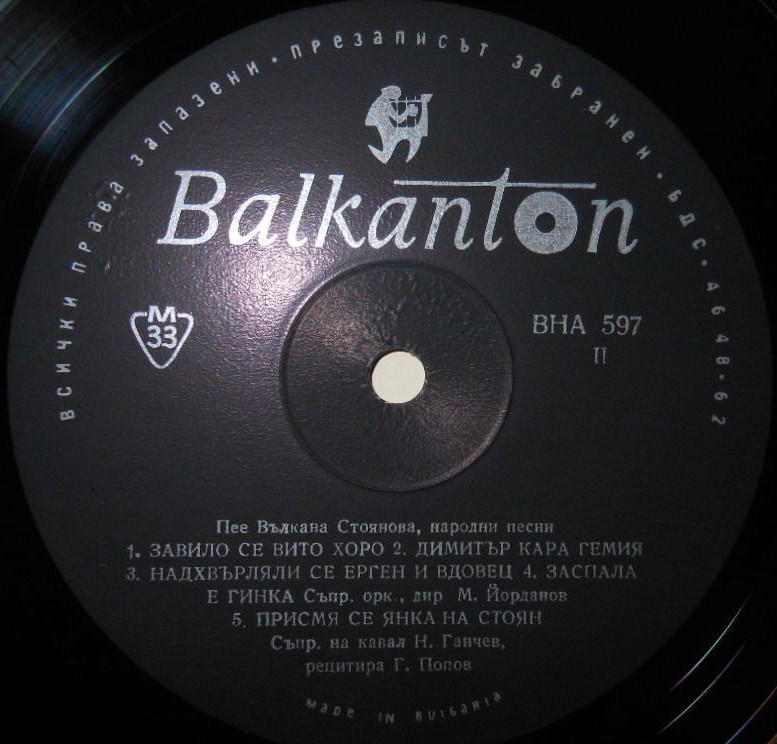 ВСИЧКИ ПРАВА ЗАПАЗЕНИ • ПРЕЗАПИСЪТ ЗАБРАНЕН • БДС • 4648-62
Balkanton
М
33
ВНА 597
II
Пее Вълкана Стоянова, народни песни
1. ЗАВИЛО СЕ ВИТО ХОРО 2. ДИМИТЪР КАРА ГЕМИЯ
3. НАДХВЪРЛЯЛИ СЕ ЕРГЕН И ВДОВЕЦ 4. ЗАСПАЛА
Е ГИНКА Съпр. орк., дир М. Йорданов
5. ПРИСМЯ СЕ ЯНКА НА СТОЯН
Съпр. на кавал Н. Ганчев,
рецитира Г. Попов
MADE IN BULGARIA